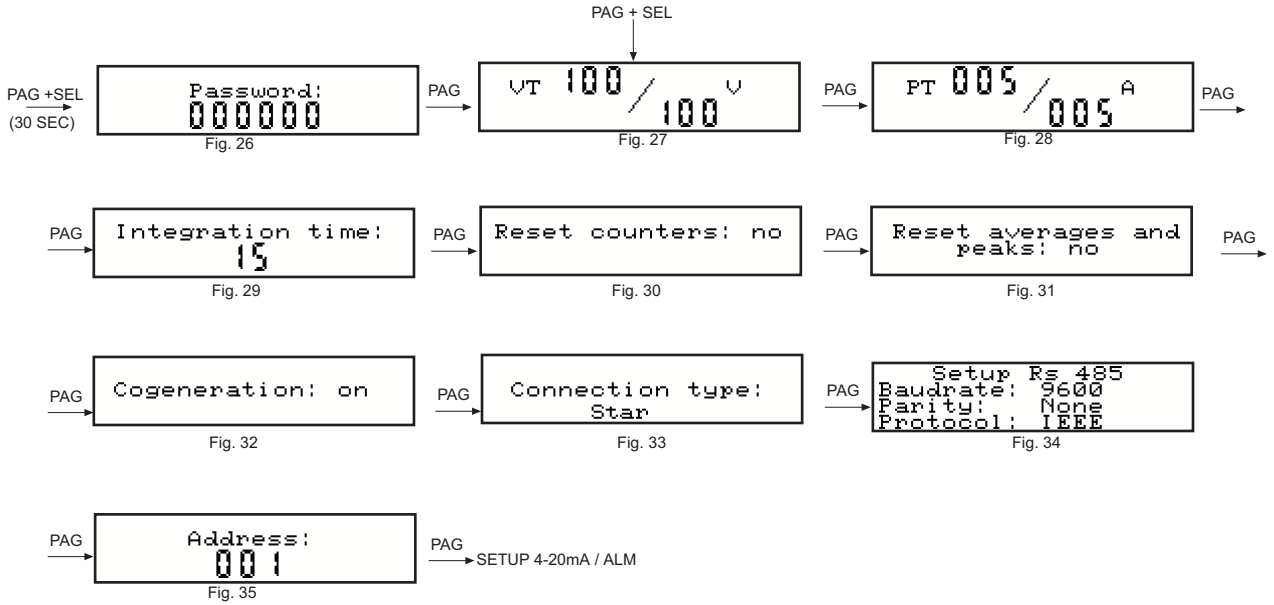 PAG + SEL
PAG +SEL
(30 SEC)
Password:
000000
Fig. 26
PAG
VT 100 / 100 V
Fig. 27
PAG
PT 005 / 005 A
Fig. 28
PAG
PAG
Integration time:
15
Fig. 29
PAG
Reset counters: no
Fig. 30
PAG
Reset averages and
peaks: no
Fig. 31
PAG
PAG
Cogeneration: on
Fig. 32
PAG
Connection type:
Star
Fig. 33
PAG
Setup Rs 485
Baudrate: 9600
Parity: None
Protocol: IEEE
Fig. 34
PAG
Address:
001
Fig. 35
PAG
SETUP 4-20mA / ALM